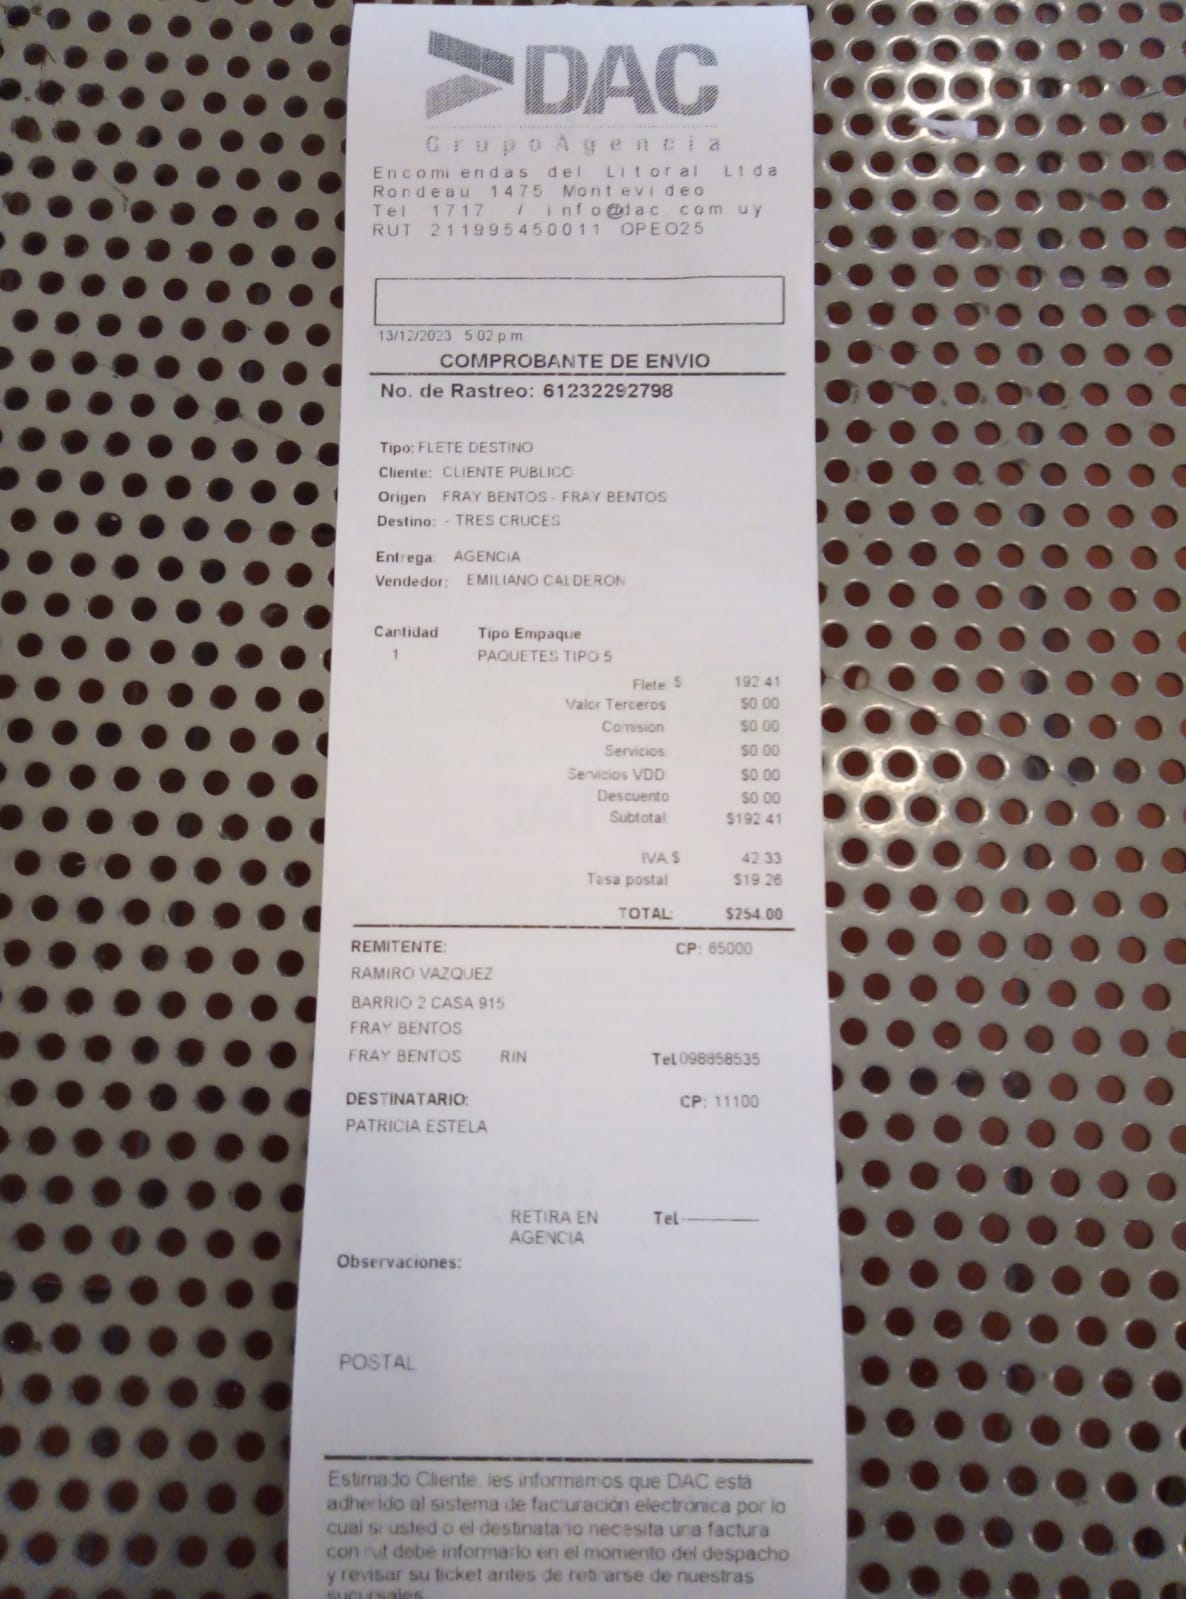 DAC
GrupoAgencia
Encomiendas del Litoral Ltda
Rondeau 1475 Montevideo
Tel 1717 / info@dac.com.uy
RUT 211995450011 OPEO25
13/12/2023 5:02 p.m.
COMPROBANTE DE ENVIO
No. de Rastreo: 61232292798
Tipo: FLETE DESTINO
Cliente: CLIENTE PUBLICO
Origen FRAY BENTOS - FRAY BENTOS
Destino: - TRES CRUCES
Entrega: AGENCIA
Vendedor: EMILIANO CALDERON
Cantidad Tipo Empaque
1 PAQUETES TIPO 5
Flete $ 192.41
Valor Terceros $0.00
Comision $0.00
Servicios $0.00
Servicios VDD $0.00
Descuento $0.00
Subtotal $192.41
IVA $ 42.33
Tasa postal $19.26
TOTAL: $254.00
REMITENTE: CP: 65000
RAMIRO VAZQUEZ
BARRIO 2 CASA 915
FRAY BENTOS
FRAY BENTOS RIN Tel.098858535
DESTINATARIO: CP: 11100
PATRICIA ESTELA
RETIRA EN Tel.----------
AGENCIA
Observaciones:
POSTAL
Estimado Cliente, les informamos que DAC está
adherido al sistema de facturación electrónica por lo
cual si usted o el destinatario necesita una factura
con rut debe informarlo en el momento del despacho
y revisar su ticket antes de retirarse de nuestras
sucursales